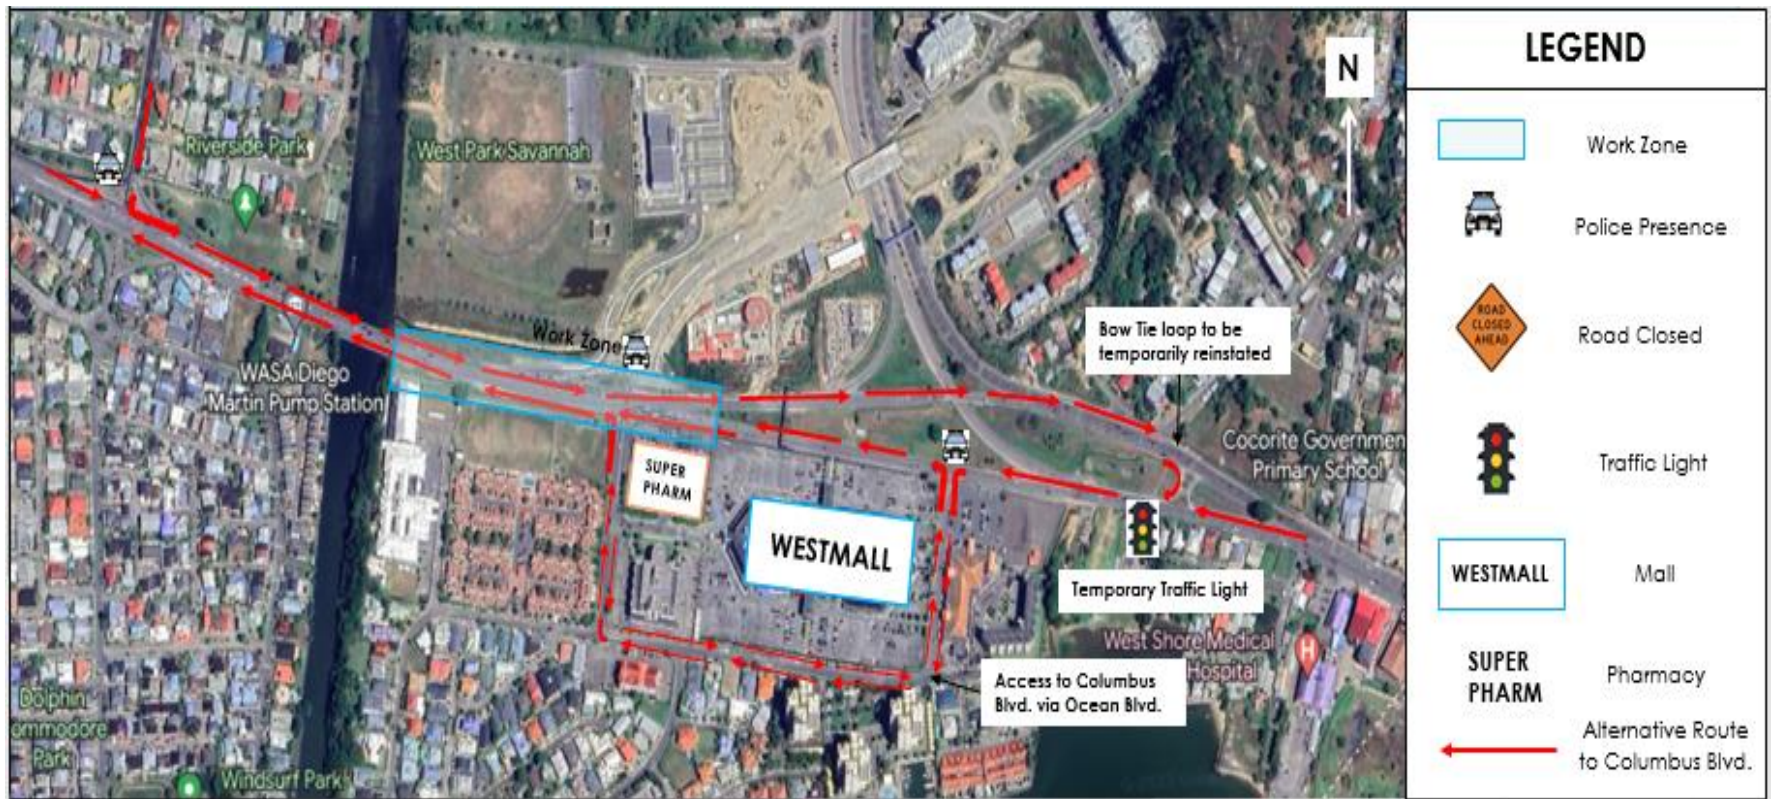 Riverside Park
West Park Savannah
N
Work Zone
WASA Diego
Martin Pump Station
SUPER
PHARM
WESTMALL
Bow Tie loop to be
temporarily reinstated
Cocorite Governmen
Primary School
Temporary Traffic Light
West Shore Medical
Hospital
Access to Columbus
Blvd. via Ocean Blvd.
Dolphin
ommodore
Park
Windsurf Park
H
LEGEND
Work Zone
Police Presence
ROAD
CLOSED
AHEAD
Road Closed
Traffic Light
WESTMALL
Mall
SUPER
PHARM
Pharmacy
Alternative Route
to Columbus Blvd.